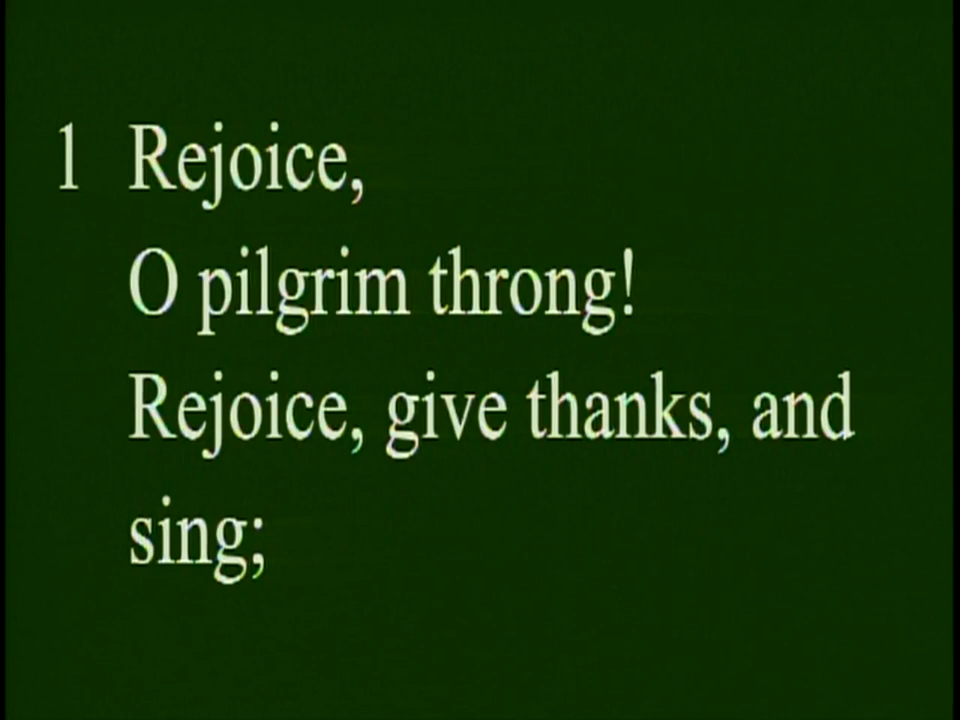 1 Rejoice,
O pilgrim throng!
Rejoice, give thanks, and
sing;